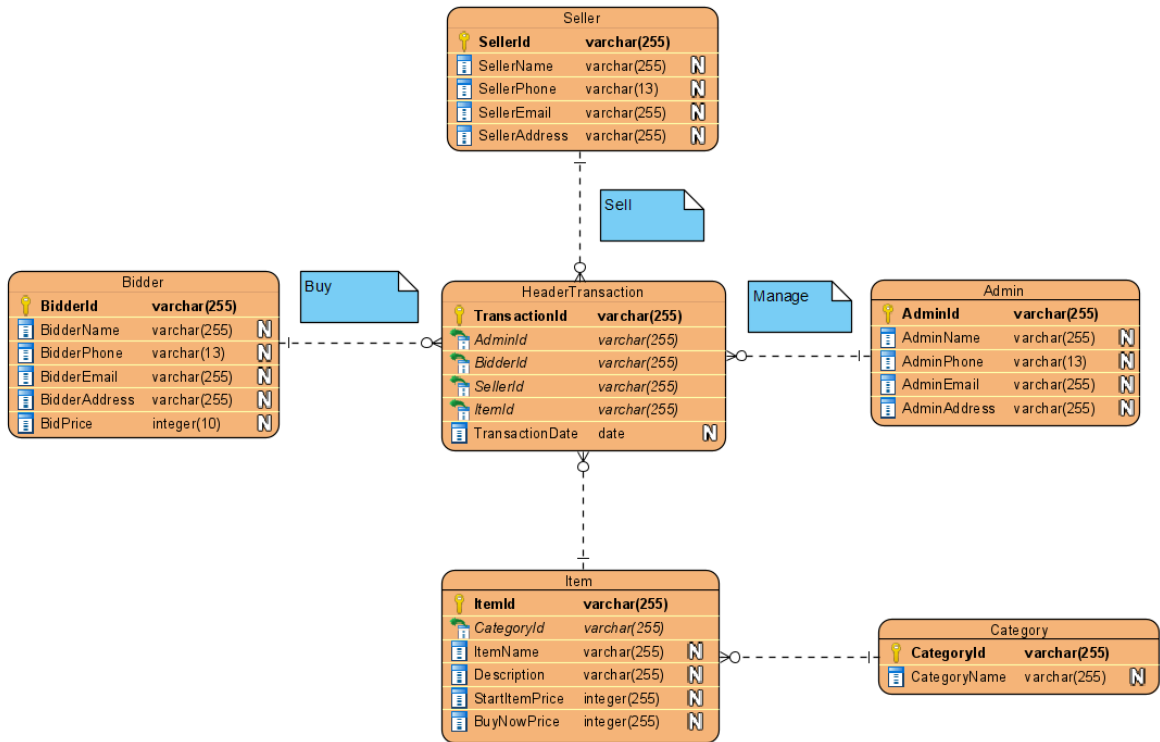 Seller
SellerId varchar(255)
SellerName varchar(255) N
SellerPhone varchar(13) N
SellerEmail varchar(255) N
SellerAddress varchar(255) N
Sell
Bidder
BidderId varchar(255)
BidderName varchar(255) N
BidderPhone varchar(13) N
BidderEmail varchar(255) N
BidderAddress varchar(255) N
BidPrice integer(10) N
Buy
HeaderTransaction
TransactionId varchar(255)
AdminId varchar(255)
BidderId varchar(255)
SellerId varchar(255)
ItemId varchar(255)
TransactionDate date N
Manage
Admin
AdminId varchar(255)
AdminName varchar(255) N
AdminPhone varchar(13) N
AdminEmail varchar(255) N
AdminAddress varchar(255) N
Item
ItemId varchar(255)
CategoryId varchar(255)
ItemName varchar(255) N
Description varchar(255) N
StartItemPrice integer(255) N
BuyNowPrice integer(255) N
Category
CategoryId varchar(255)
CategoryName varchar(255) N